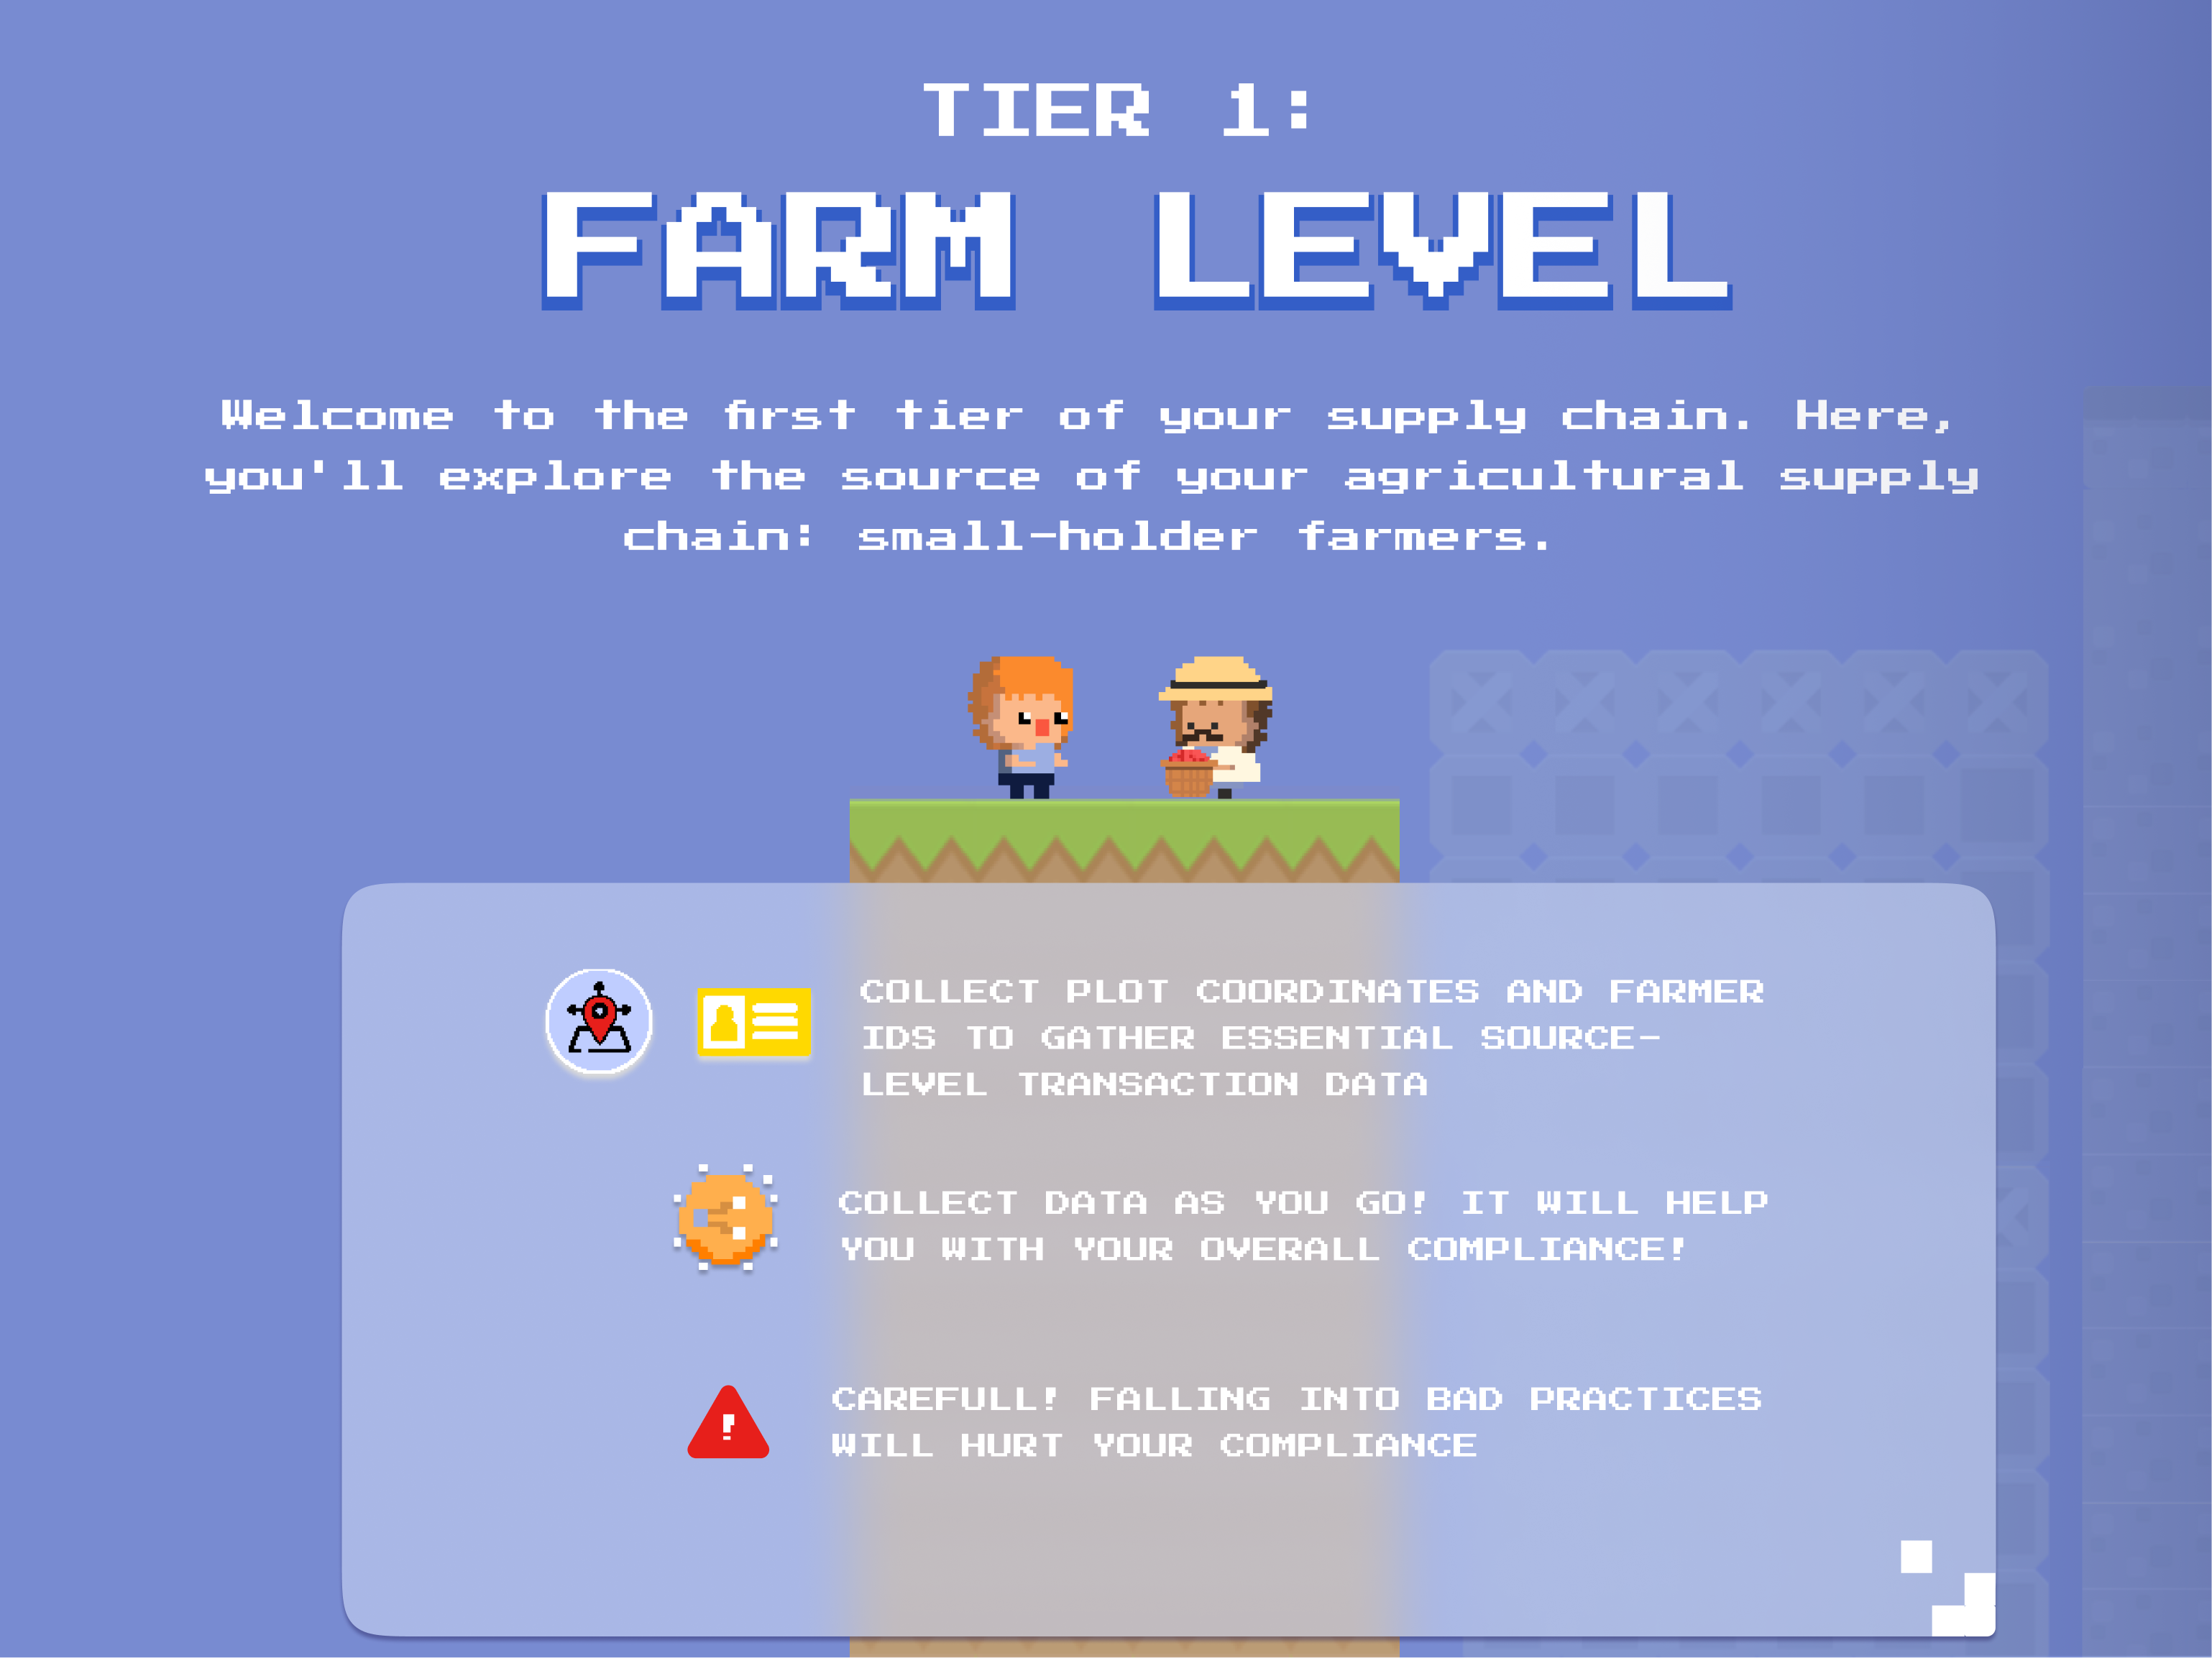 TIER 1:
FARM LEVEL
Welcome to the first tier of your supply chain. Here,
you'll explore the source of your agricultural supply
chain: small-holder farmers.
COLLECT PLOT COORDINATES AND FARMER
IDS TO GATHER ESSENTIAL SOURCE-
LEVEL TRANSACTION DATA
COLLECT DATA AS YOU GO! IT WILL HELP
YOU WITH YOUR OVERALL COMPLIANCE!
!
CAREFULL! FALLING INTO BAD PRACTICES
WILL HURT YOUR COMPLIANCE